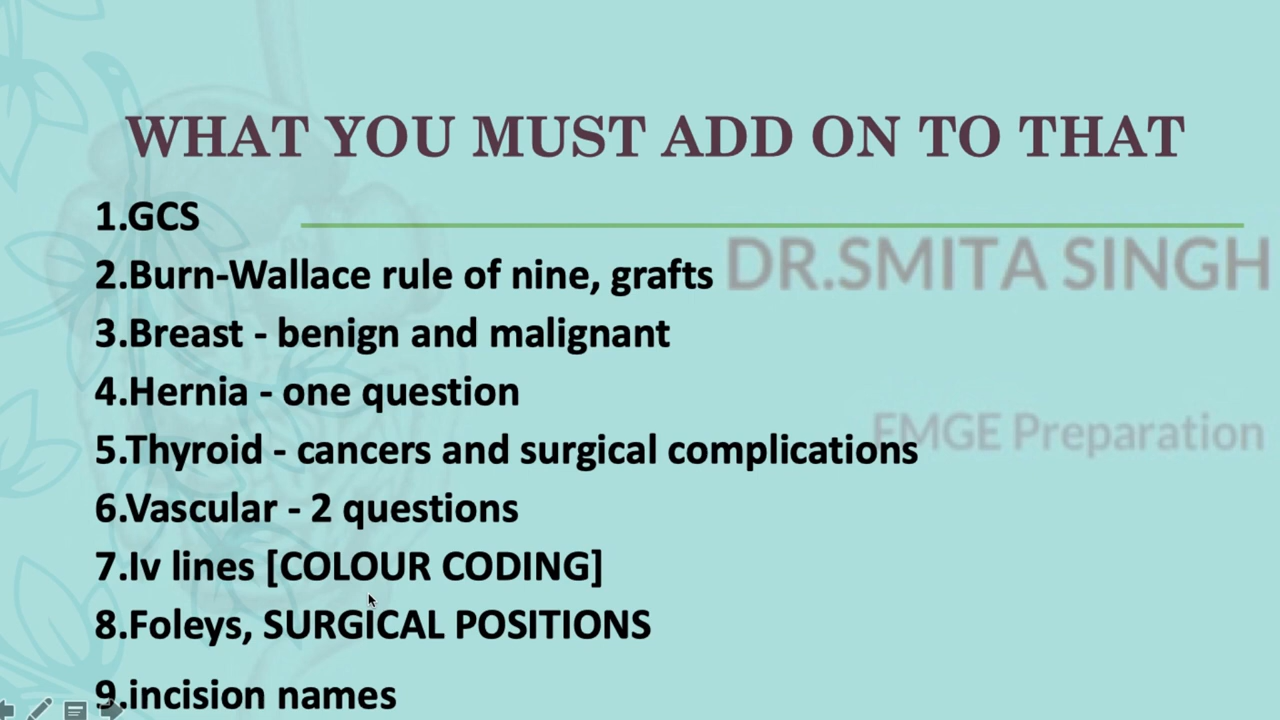 WHAT YOU MUST ADD ON TO THAT
1.GCS
DR.SMITA SINGH
2.Burn-Wallace rule of nine, grafts
3.Breast - benign and malignant
4.Hernia - one question
FMGE Preparation
5.Thyroid - cancers and surgical complications
6.Vascular - 2 questions
7.Iv lines [COLOUR CODING]
8.Foleys, SURGICAL POSITIONS
9.incision names